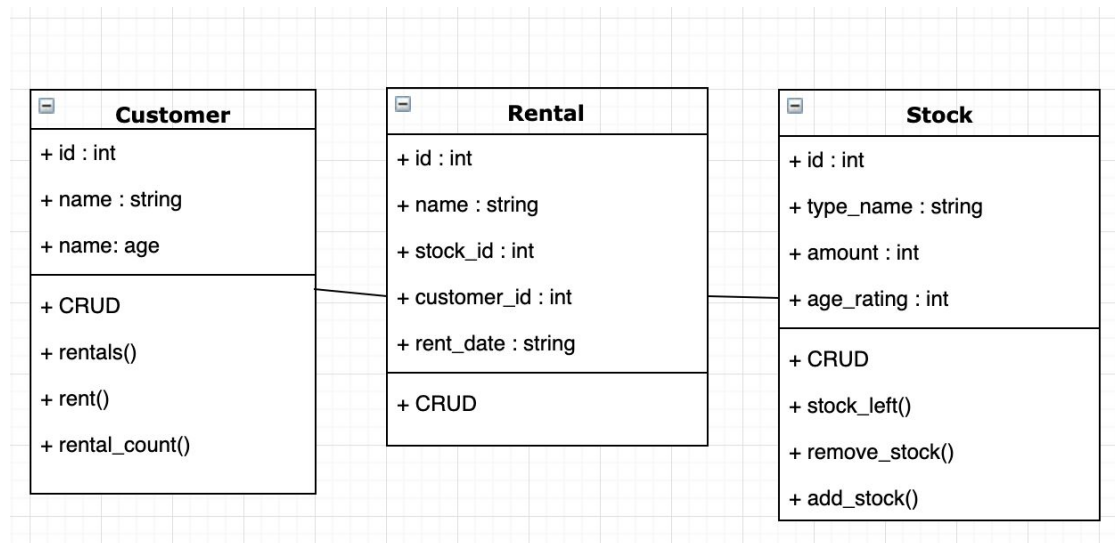 Customer
+ id : int
+ name : string
+ name: age
+ CRUD
+ rentals()
+ rent()
+ rental_count()
Rental
+ id : int
+ name : string
+ stock_id : int
+ customer_id : int
+ rent_date : string
+ CRUD
Stock
+ id : int
+ type_name : string
+ amount : int
+ age_rating : int
+ CRUD
+ stock_left()
+ remove_stock()
+ add_stock()